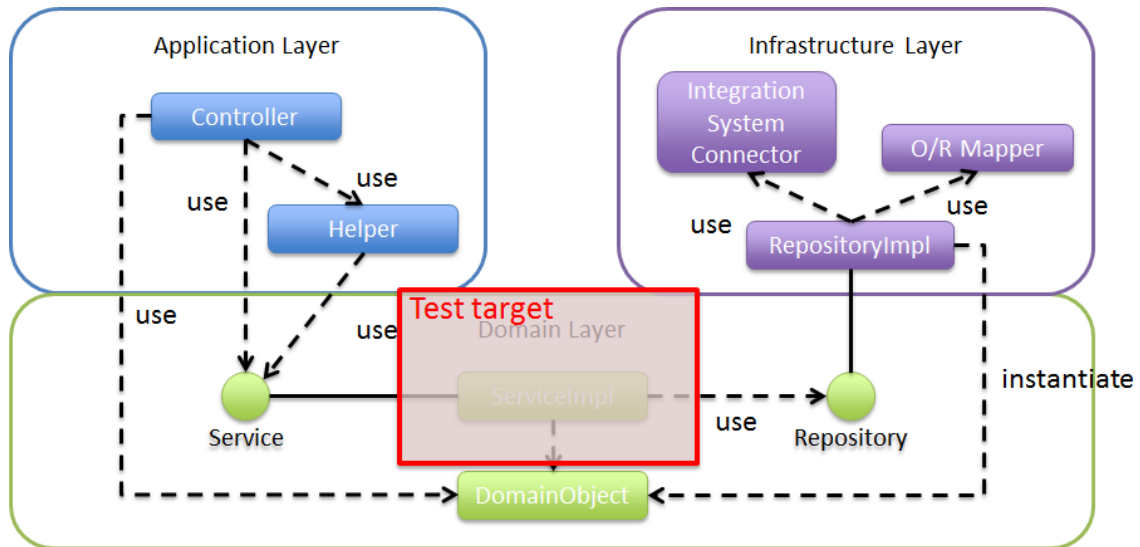 Application Layer
Infrastructure Layer
Controller
Integration
System
Connector
O/R Mapper
use
use
Helper
use
use
RepositoryImpl
Test target
use
use
Domain Layer
ServiceImpl
instantiate
use
Service
Repository
DomainObject